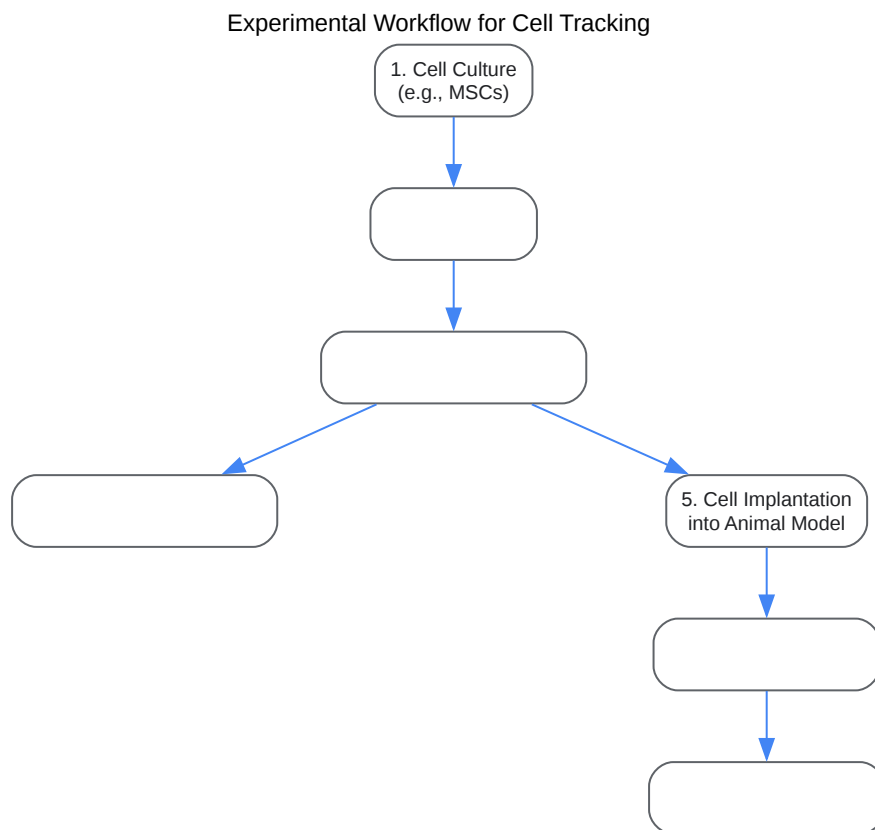 Experimental Workflow for Cell Tracking
1. Cell Culture
(e.g., MSCs)
5. Cell Implantation
into Animal Model